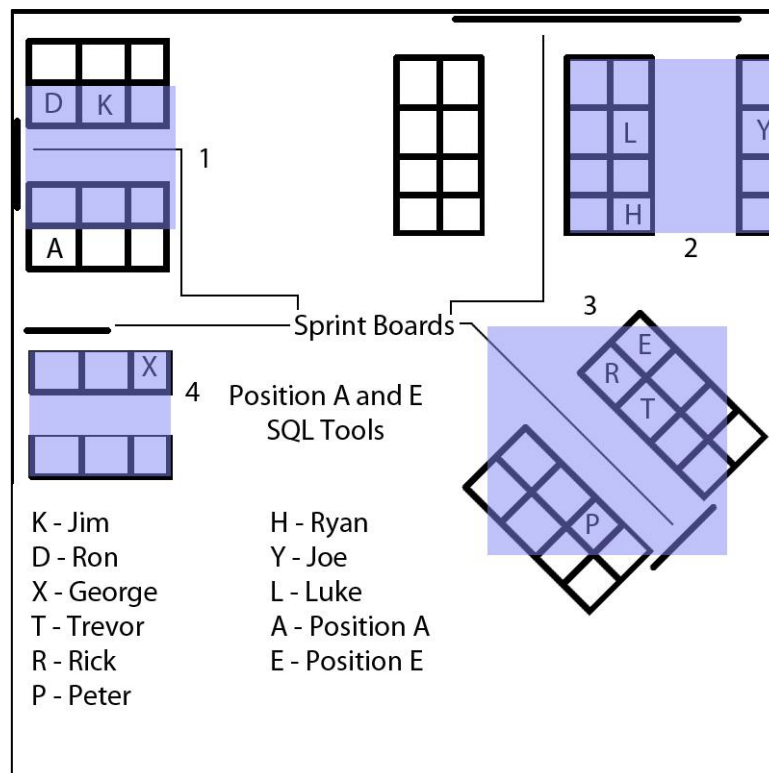 D K
1
L Y
H
A
2
Sprint Boards
3
E
X
4
R
Position A and E
T
SQL Tools
P
K - Jim
D - Ron
X - George
T - Trevor
R - Rick
P - Peter
H - Ryan
Y - Joe
L - Luke
A - Position A
E - Position E